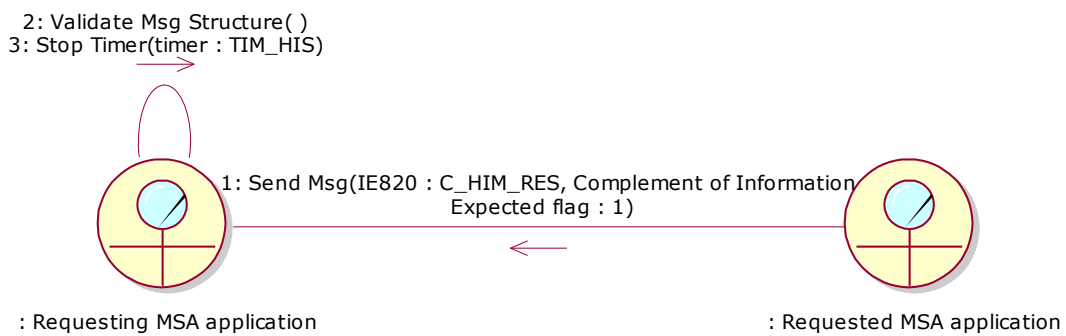 2: Validate Msg Structure( )
3: Stop Timer(timer : TIM_HIS)
1: Send Msg(IE820 : C_HIM_RES, Complement of Information
Expected flag : 1)
: Requesting MSA application
: Requested MSA application